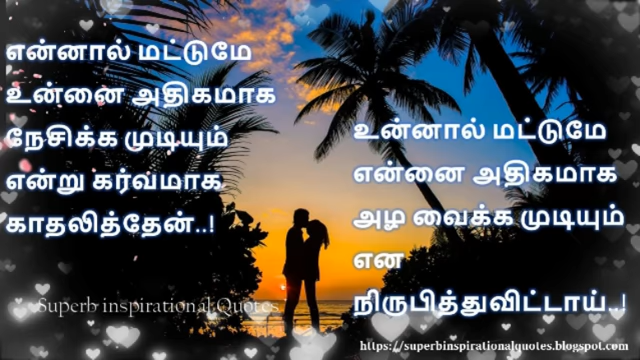 என்னால் மட்டுமே
உன்னை அதிகமாக
நேசிக்க முடியும்
என்று கர்வமாக
காதலித்தேன்..!
உன்னால் மட்டுமே
என்னை அதிகமாக
அழ வைக்க முடியும்
என
நிருபித்துவிட்டாய்..!
Superb inspirational Quotes
https://superbinspirationalquotes.blogspot.com